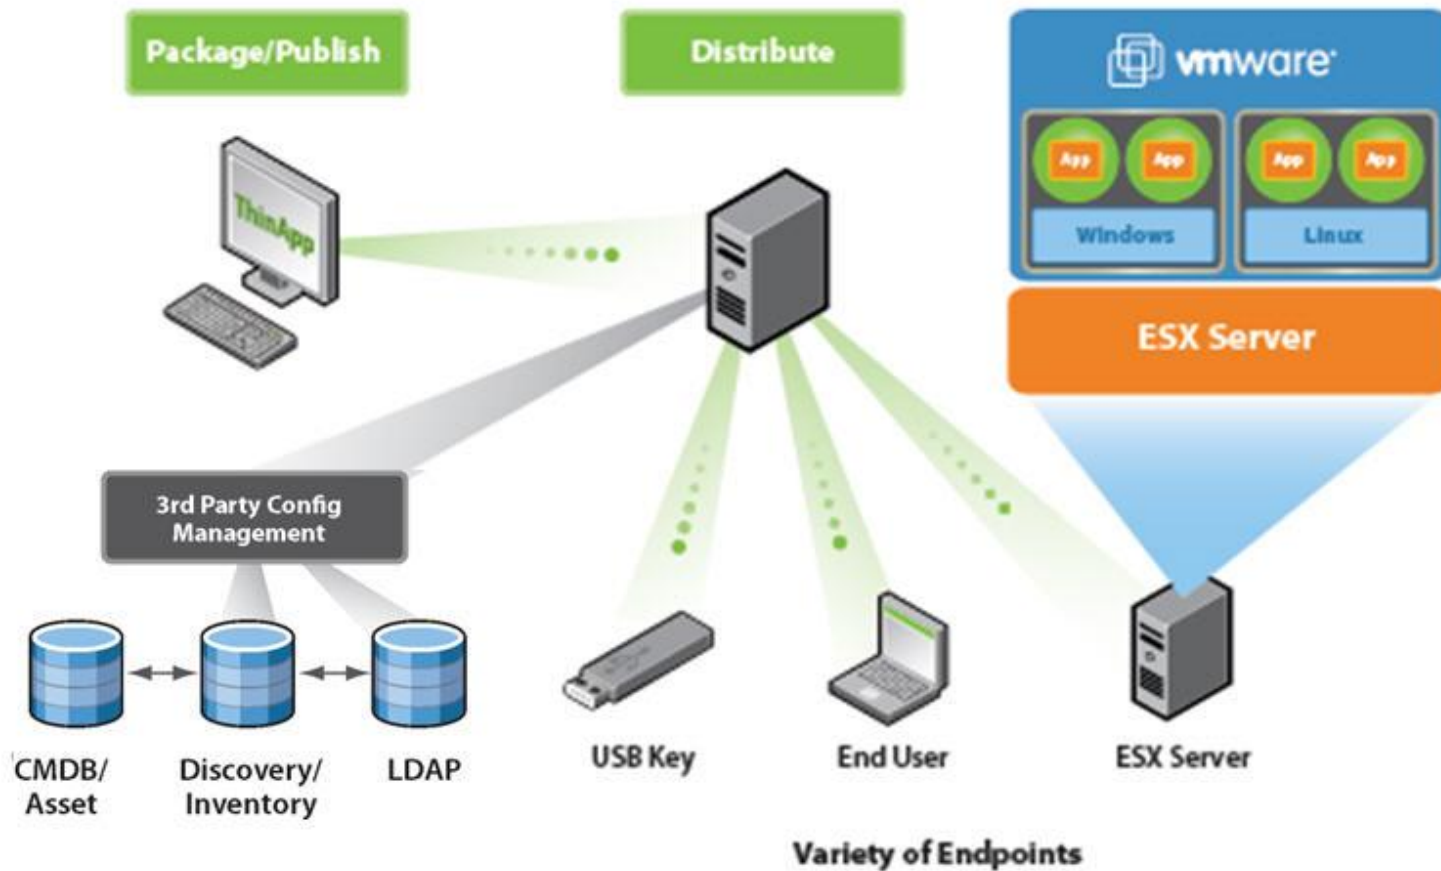 Package/Publish
Distribute
vmware
App App App App
Windows Linux
ThinApp
ESX Server
3rd Party Config
Management
CMDB/
Asset
Discovery/
Inventory
LDAP
USB Key
End User
ESX Server
Variety of Endpoints